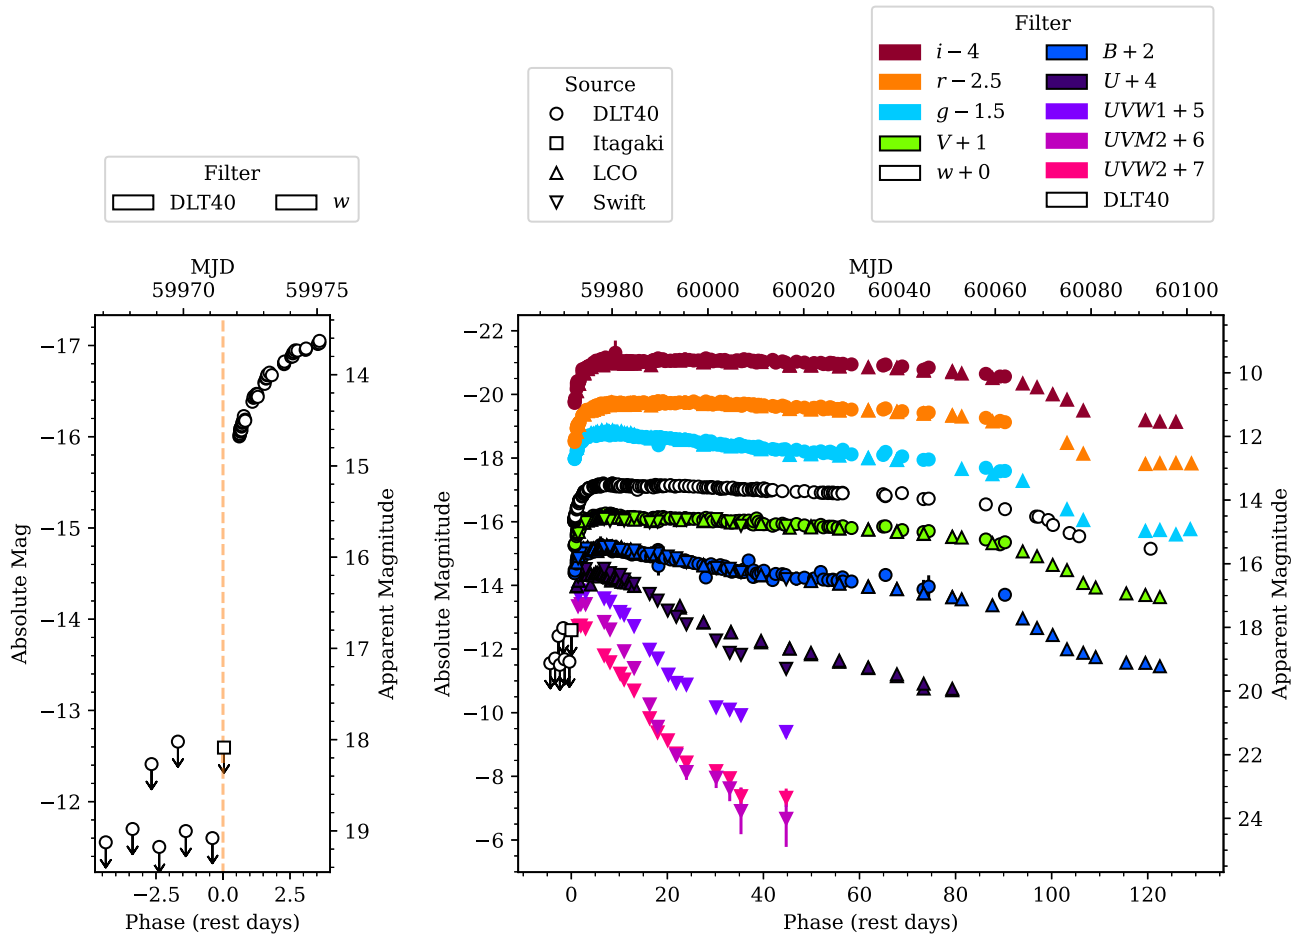 Filter
i − 4
r − 2.5
g − 1.5
V + 1
w + 0
B + 2
U + 4
UVW1 + 5
UVM2 + 6
UVW2 + 7
DLT40
Source
DLT40
Itagaki
LCO
Swift
Filter
DLT40 w
MJD
59970 59975
−17
−16
−15
−14
−13
−12
Absolute Mag
14
15
16
17
18
19
Apparent Magnitude
−2.5 0.0 2.5
Phase (rest days)
MJD
59980 60000 60020 60040 60060 60080 60100
−22
−20
−18
−16
−14
−12
−10
−8
−6
Absolute Magnitude
10
12
14
16
18
20
22
24
Apparent Magnitude
0 20 40 60 80 100 120
Phase (rest days)